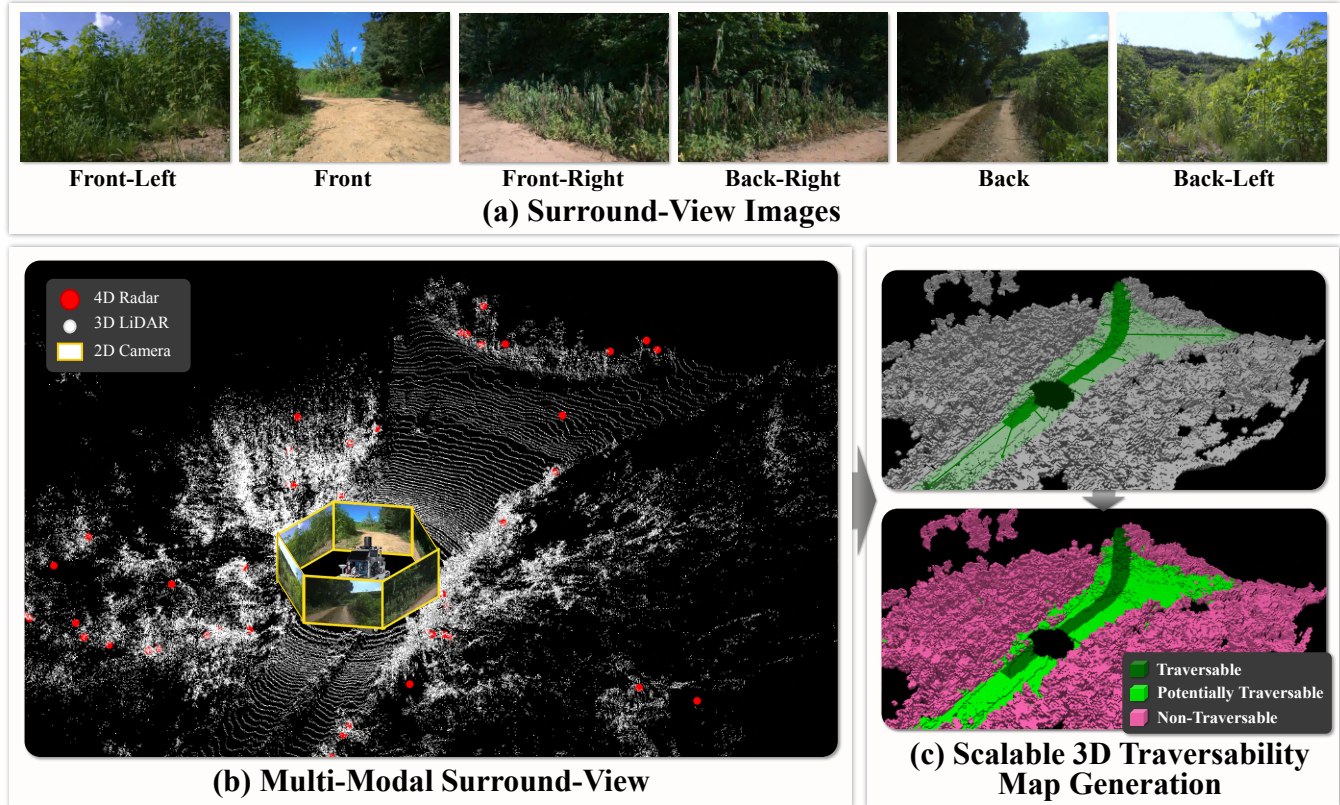 Front-Left
Front
Front-Right
Back-Right
Back
Back-Left
(a) Surround-View Images
4D Radar
3D LiDAR
2D Camera
(b) Multi-Modal Surround-View
Traversable
Potentially Traversable
Non-Traversable
(c) Scalable 3D Traversability
Map Generation